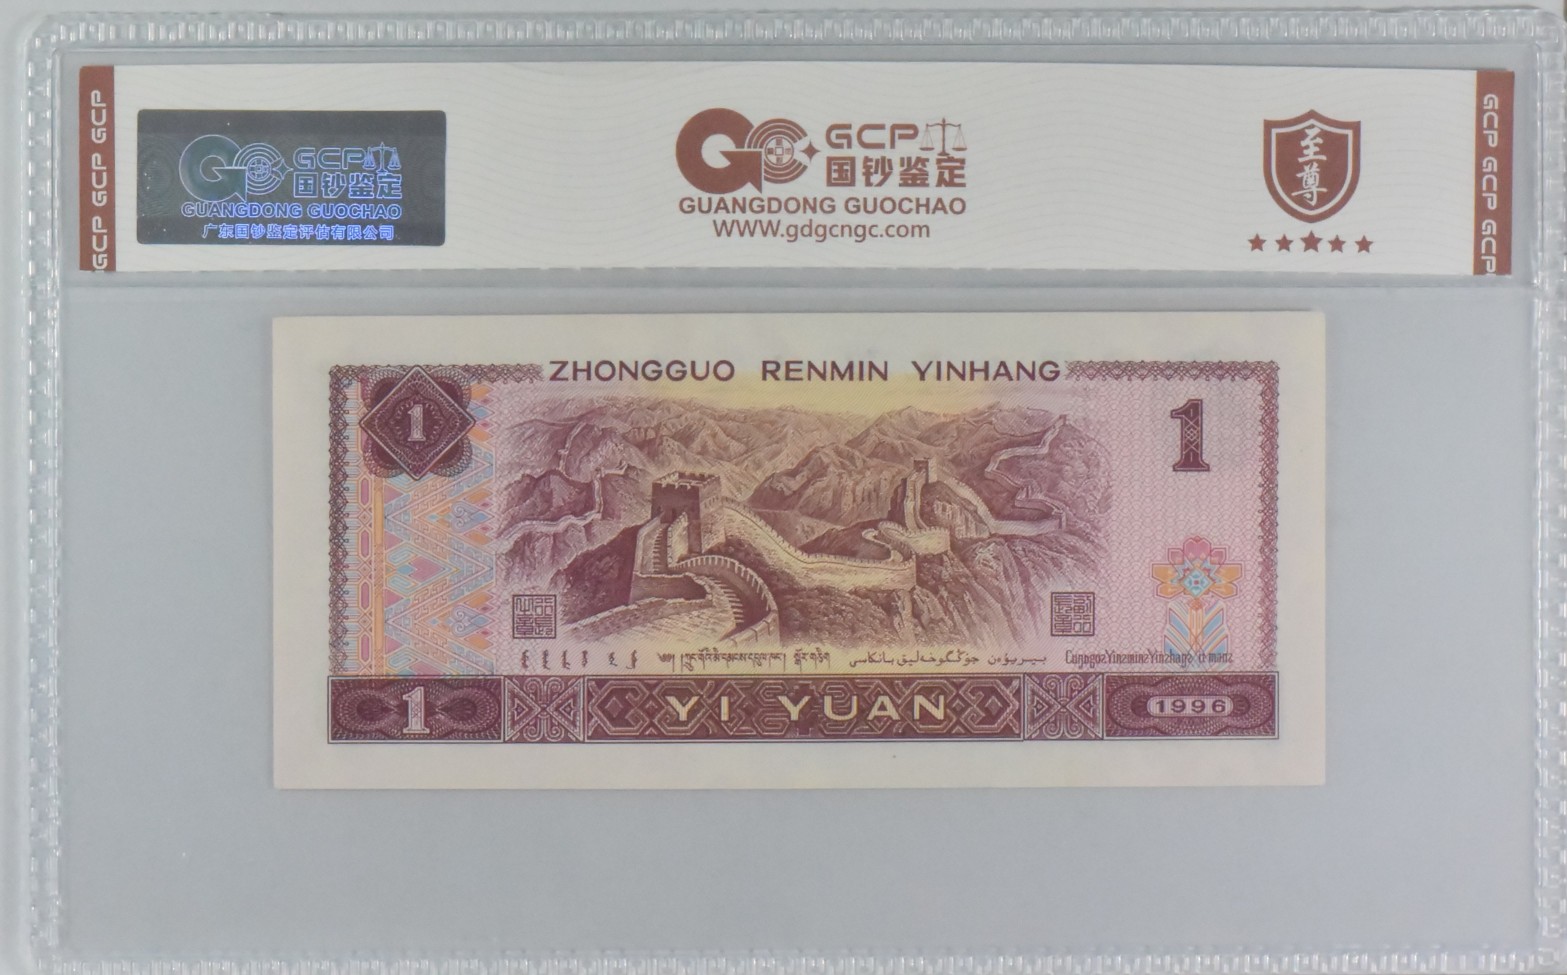 GCP GCP GCP
GCP
国钞鉴定
GUANGDONG GUOCHAO
广东国钞鉴定评估有限公司
GCP
国钞鉴定
GUANGDONG GUOCHAO
WWW.gdgcngc.com
至尊
GCP GCP GCP
ZHONGGUO RENMIN YINHANG
1
1
1
YI YUAN
1996